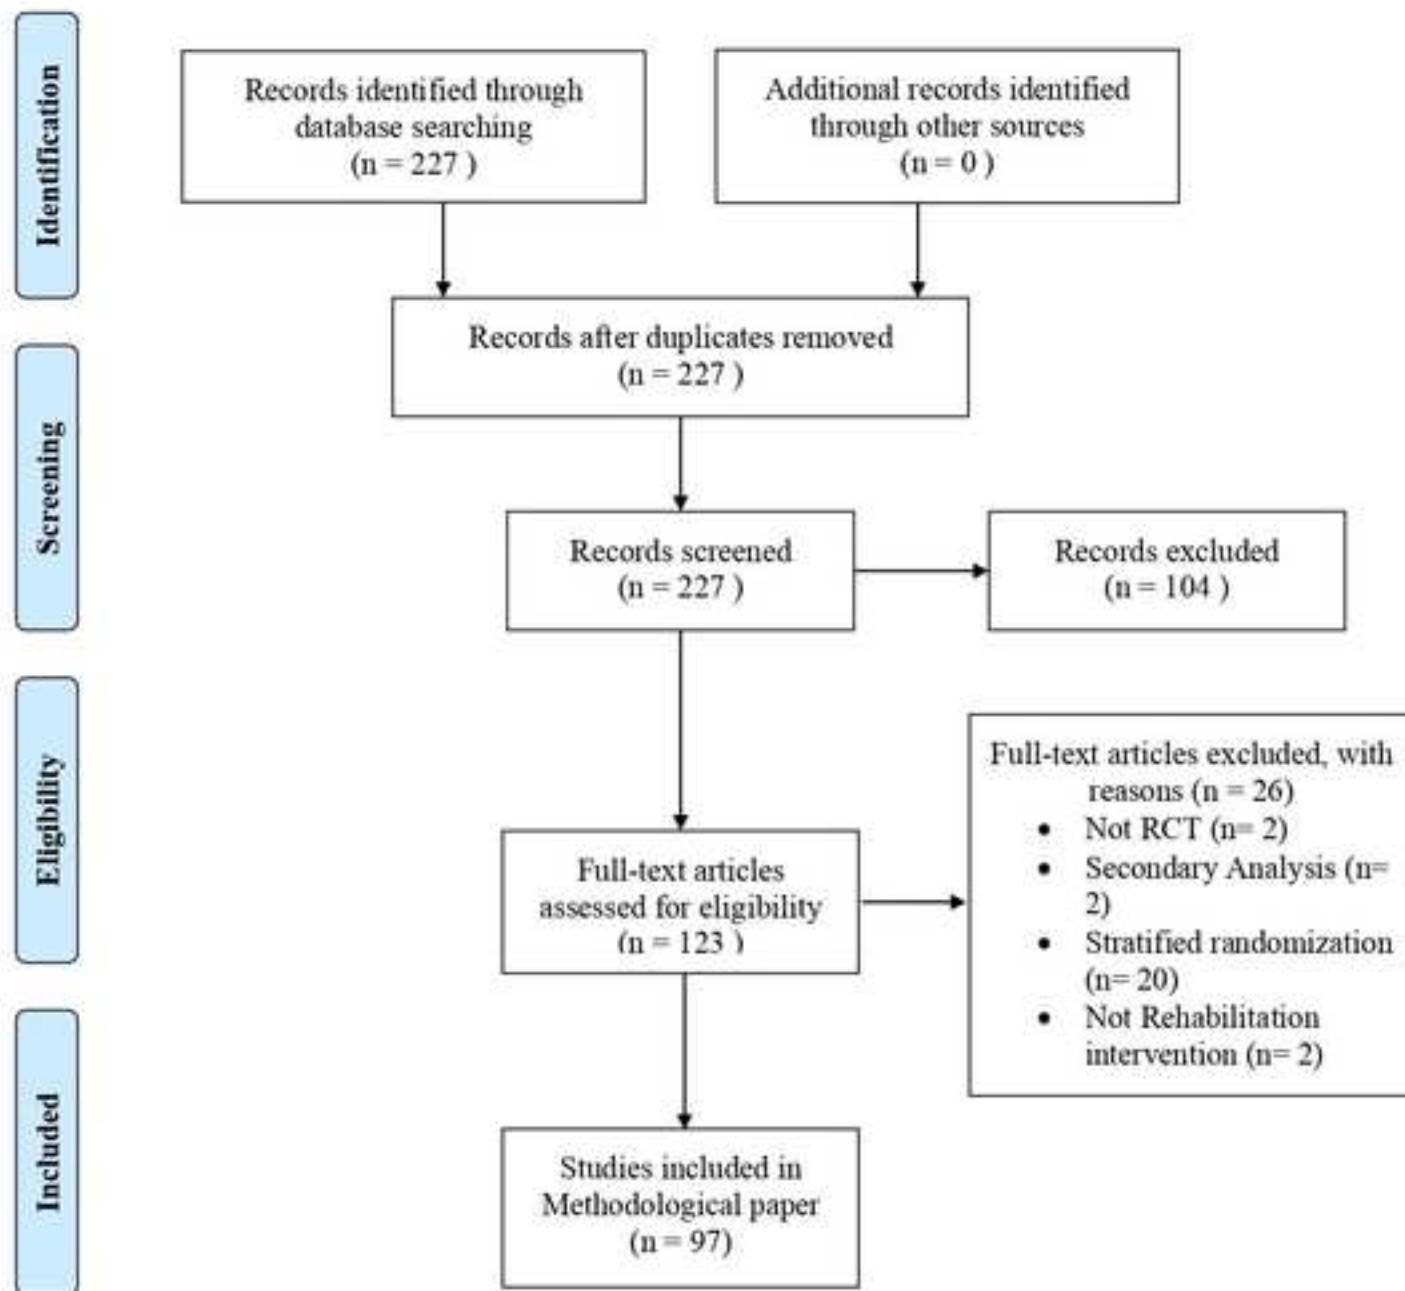 Identification
Records identified through
database searching
(n = 227 )
Additional records identified
through other sources
(n = 0 )
Records after duplicates removed
(n = 227 )
Screening
Records screened
(n = 227 )
Records excluded
(n = 104 )
Eligibility
Full-text articles
assessed for eligibility
(n = 123 )
Full-text articles excluded, with
reasons (n = 26)
• Not RCT (n= 2)
• Secondary Analysis (n=
2)
• Stratified randomization
(n= 20)
• Not Rehabilitation
intervention (n= 2)
Included
Studies included in
Methodological paper
(n = 97)